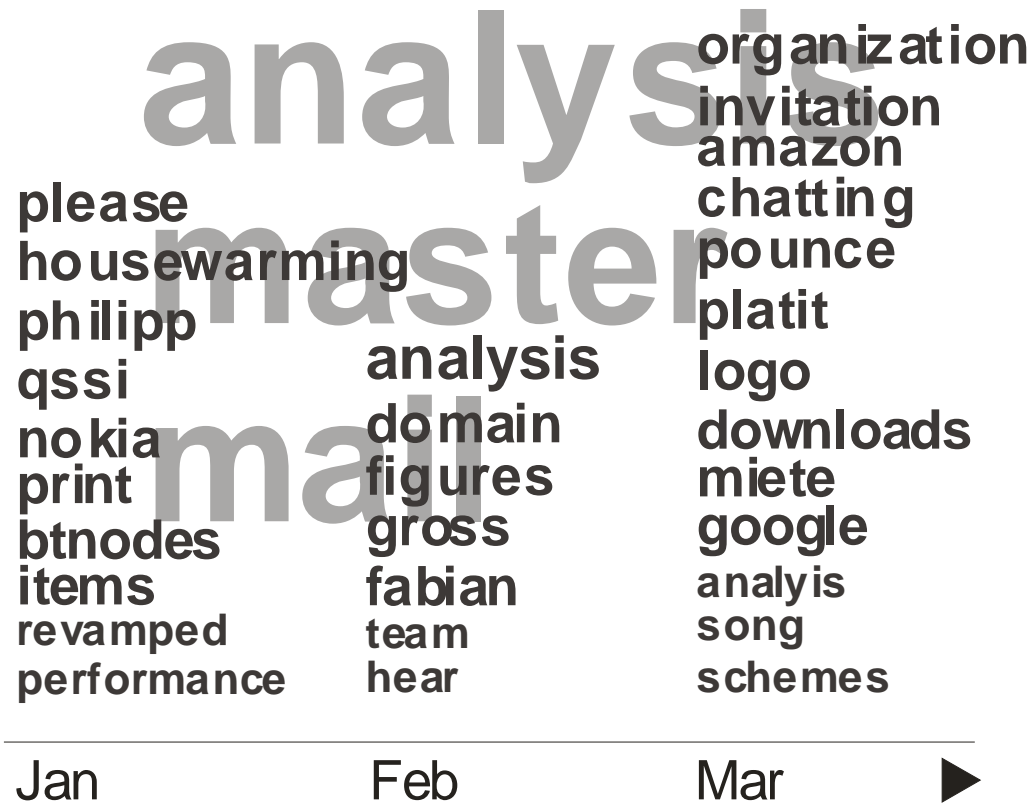 analysis
master
mail
please
housewarming
philipp
qssi
nokia
print
btnodes
items
revamped
performance
analysis
domain
figures
gross
fabian
team
hear
organization
invitation
amazon
chatting
pounce
platit
logo
downloads
miete
google
analyis
song
schemes
Jan Feb Mar